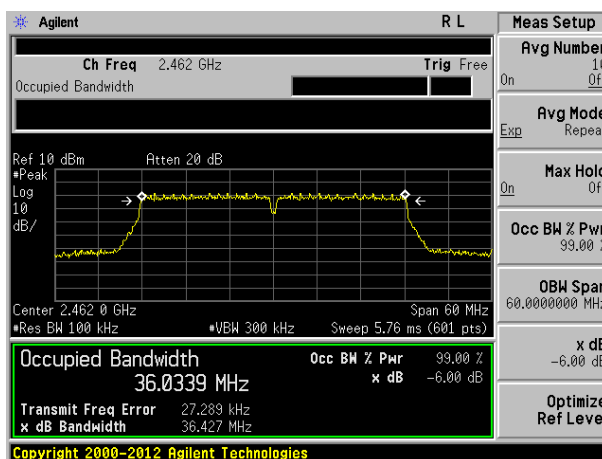 Agilent R L Meas Setup
Ch Freq 2.462 GHz Trig Free
Occupied Bandwidth
Ref 10 dBm Atten 20 dB
#Peak
Log
10
dB/
Center 2.462 0 GHz Span 60 MHz
#Res BW 100 kHz #VBW 300 kHz Sweep 5.76 ms (601 pts)
Occupied Bandwidth Occ BW % Pwr 99.00 %
36.0339 MHz x dB -6.00 dB
Transmit Freq Error 27.289 kHz
x dB Bandwidth 36.427 MHz
Copyright 2000-2012 Agilent Technologies
Avg Number
On
Avg Mode
Exp Repea
Max Hold
On Of
Occ BW % Pwr
99.00 %
OBW Span
60.0000000 MHz
x dB
-6.00 dB
Optimize
Ref Level